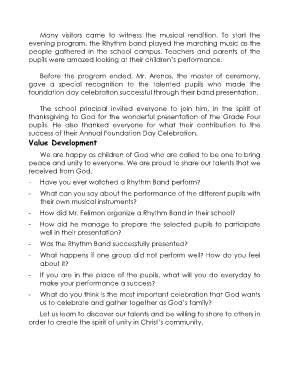 Many visitors came to witness the musical rendition. To start the
evening program, the Rhythm band played the marching music as the
people gathered in the school campus. Teachers and parents of the
pupils were amazed looking at their children's performance.
Before the program ended, Mr. Arenas, the master of ceremony,
gave a special recognition to the talented pupils who made the
foundation day celebration successful through their band presentation.
The school principal invited everyone to join him, in the spirit of
thanksgiving to God for the wonderful presentation of the Grade Four
pupils. He also thanked everyone for what their contribution to the
success of their Annual Foundation Day Celebration.
Value Development
We are happy as children of God who are called to be one to bring
peace and unity to everyone. We are proud to share our talents that we
received from God.
- Have you ever watched a Rhythm Band perform?
- What can you say about the performance of the different pupils with
their own musical instruments?
- How did Mr. Felimon organize a Rhythm Band in their school?
- How did he manage to prepare the selected pupils to participate
well in their presentation?
- Was the Rhythm Band successfully presented?
- What happens if one group did not perform well? How do you feel
about it?
- If you are in the place of the pupils, what will you do everyday to
make your performance a success?
- What do you think is the most important celebration that God wants
us to celebrate and gather together as God's family?
Let us learn to discover our talents and be willing to share to others in
order to create the spirit of unity in Christ's community.